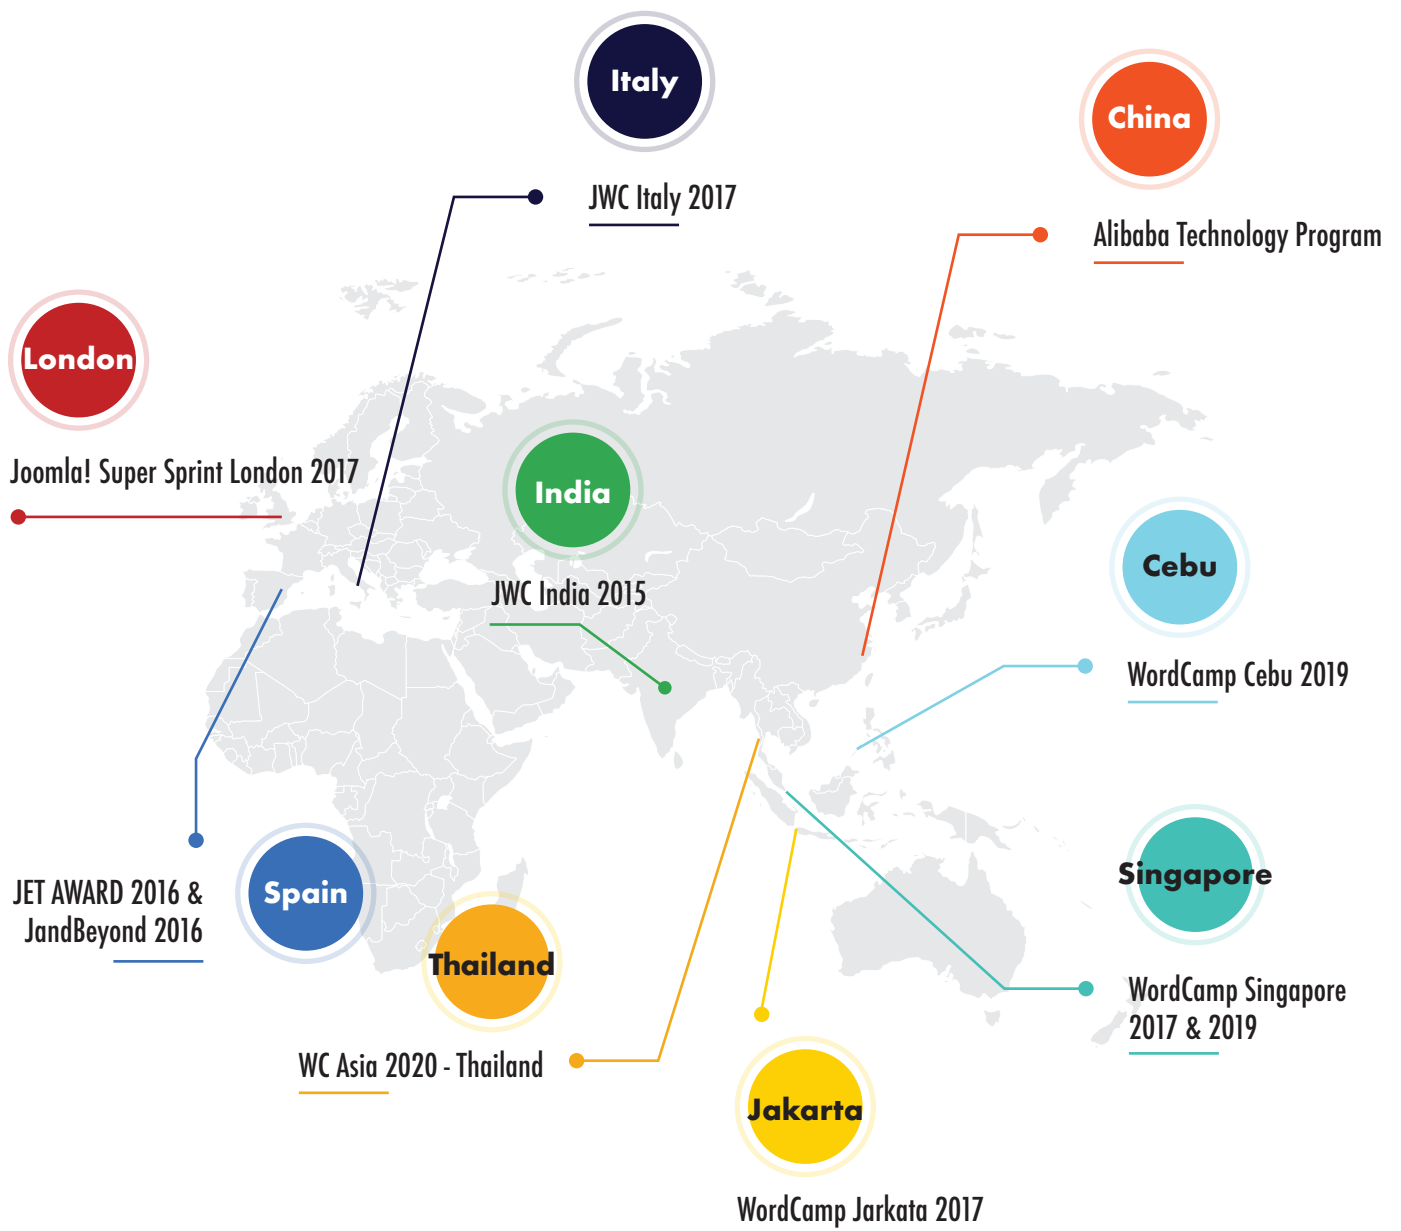 Italy
JWC Italy 2017
China
Alibaba Technology Program
London
Joomla! Super Sprint London 2017
India
JWC India 2015
Cebu
WordCamp Cebu 2019
Spain
JET AWARD 2016 &
JandBeyond 2016
Thailand
WC Asia 2020 - Thailand
Singapore
WordCamp Singapore
2017 & 2019
Jakarta
WordCamp Jarkata 2017